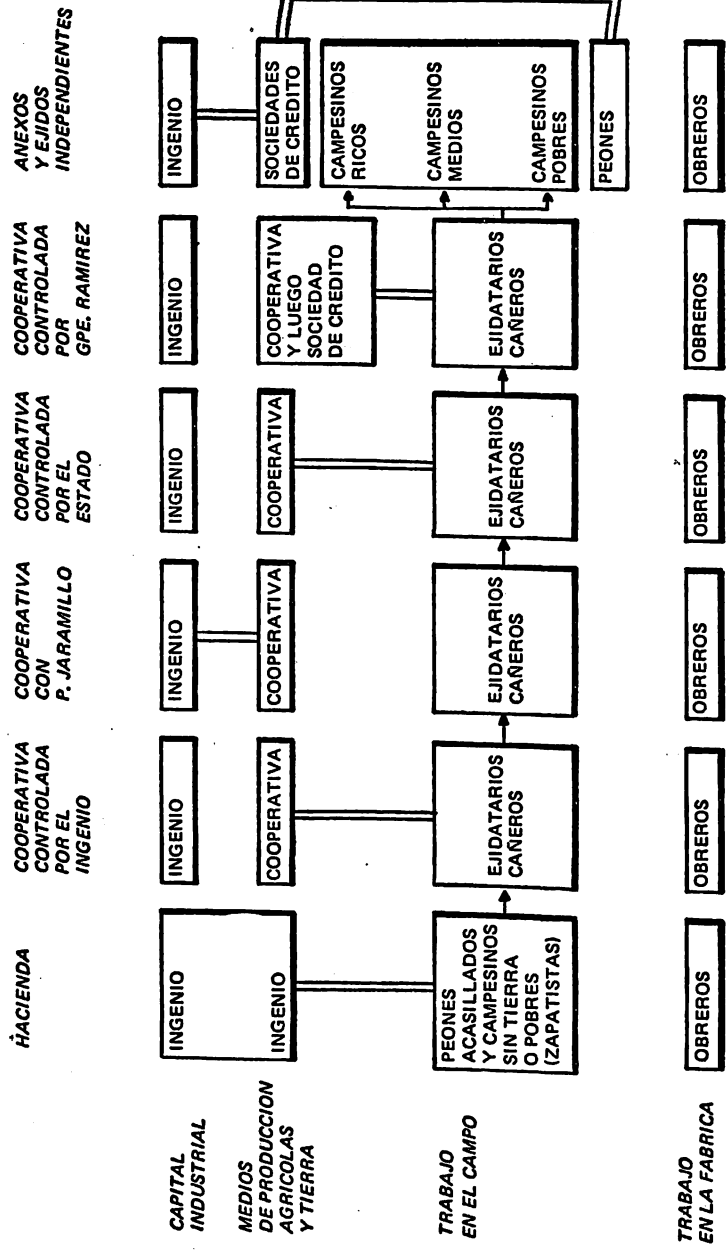 HACIENDA
COOPERATIVA
CONTROLADA
POR EL
INGENIO
COOPERATIVA
CON
P. JARAMILLO
COOPERATIVA
CONTROLADA
POR EL
ESTADO
COOPERATIVA
CONTROLADA
POR
GPE. RAMIREZ
ANEXOS
Y EJIDOS
INDEPENDIENTES
CAPITAL
INDUSTRIAL
INGENIO
INGENIO
INGENIO
INGENIO
INGENIO
INGENIO
MEDIOS
DE PRODUCCION
AGRICOLAS
Y TIERRA
INGENIO
COOPERATIVA
COOPERATIVA
COOPERATIVA
COOPERATIVA
Y LUEGO
SOCIEDAD
DE CREDITO
SOCIEDADES
DE CREDITO
TRABAJO
EN EL CAMPO
PEONES
ACASILLADOS
Y CAMPESINOS
SIN TIERRA
O POBRES
(ZAPATISTAS)
EJIDATARIOS
CAÑEROS
EJIDATARIOS
CAÑEROS
EJIDATARIOS
CAÑEROS
EJIDATARIOS
CAÑEROS
CAMPESINOS
RICOS
CAMPESINOS
MEDIOS
CAMPESINOS
POBRES
PEONES
TRABAJO
EN LA FABRICA
OBREROS
OBREROS
OBREROS
OBREROS
OBREROS
OBREROS